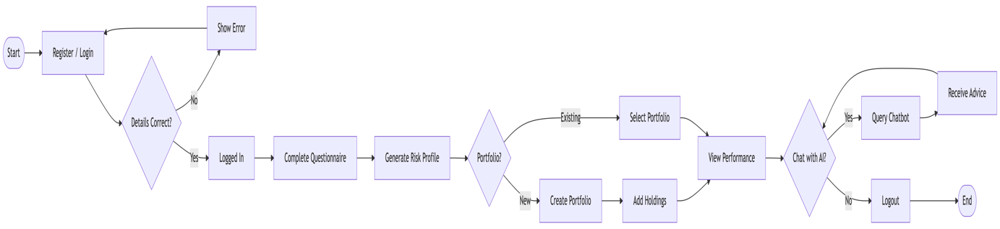 Start
Register / Login
Show Error
Details Correct?
No
Yes
Logged In
Complete Questionnaire
Generate Risk Profile
Portfolio?
Existing
Select Portfolio
New
Create Portfolio
Add Holdings
View Performance
Chat with AI?
Yes
Query Chatbot
Receive Advice
No
Logout
End